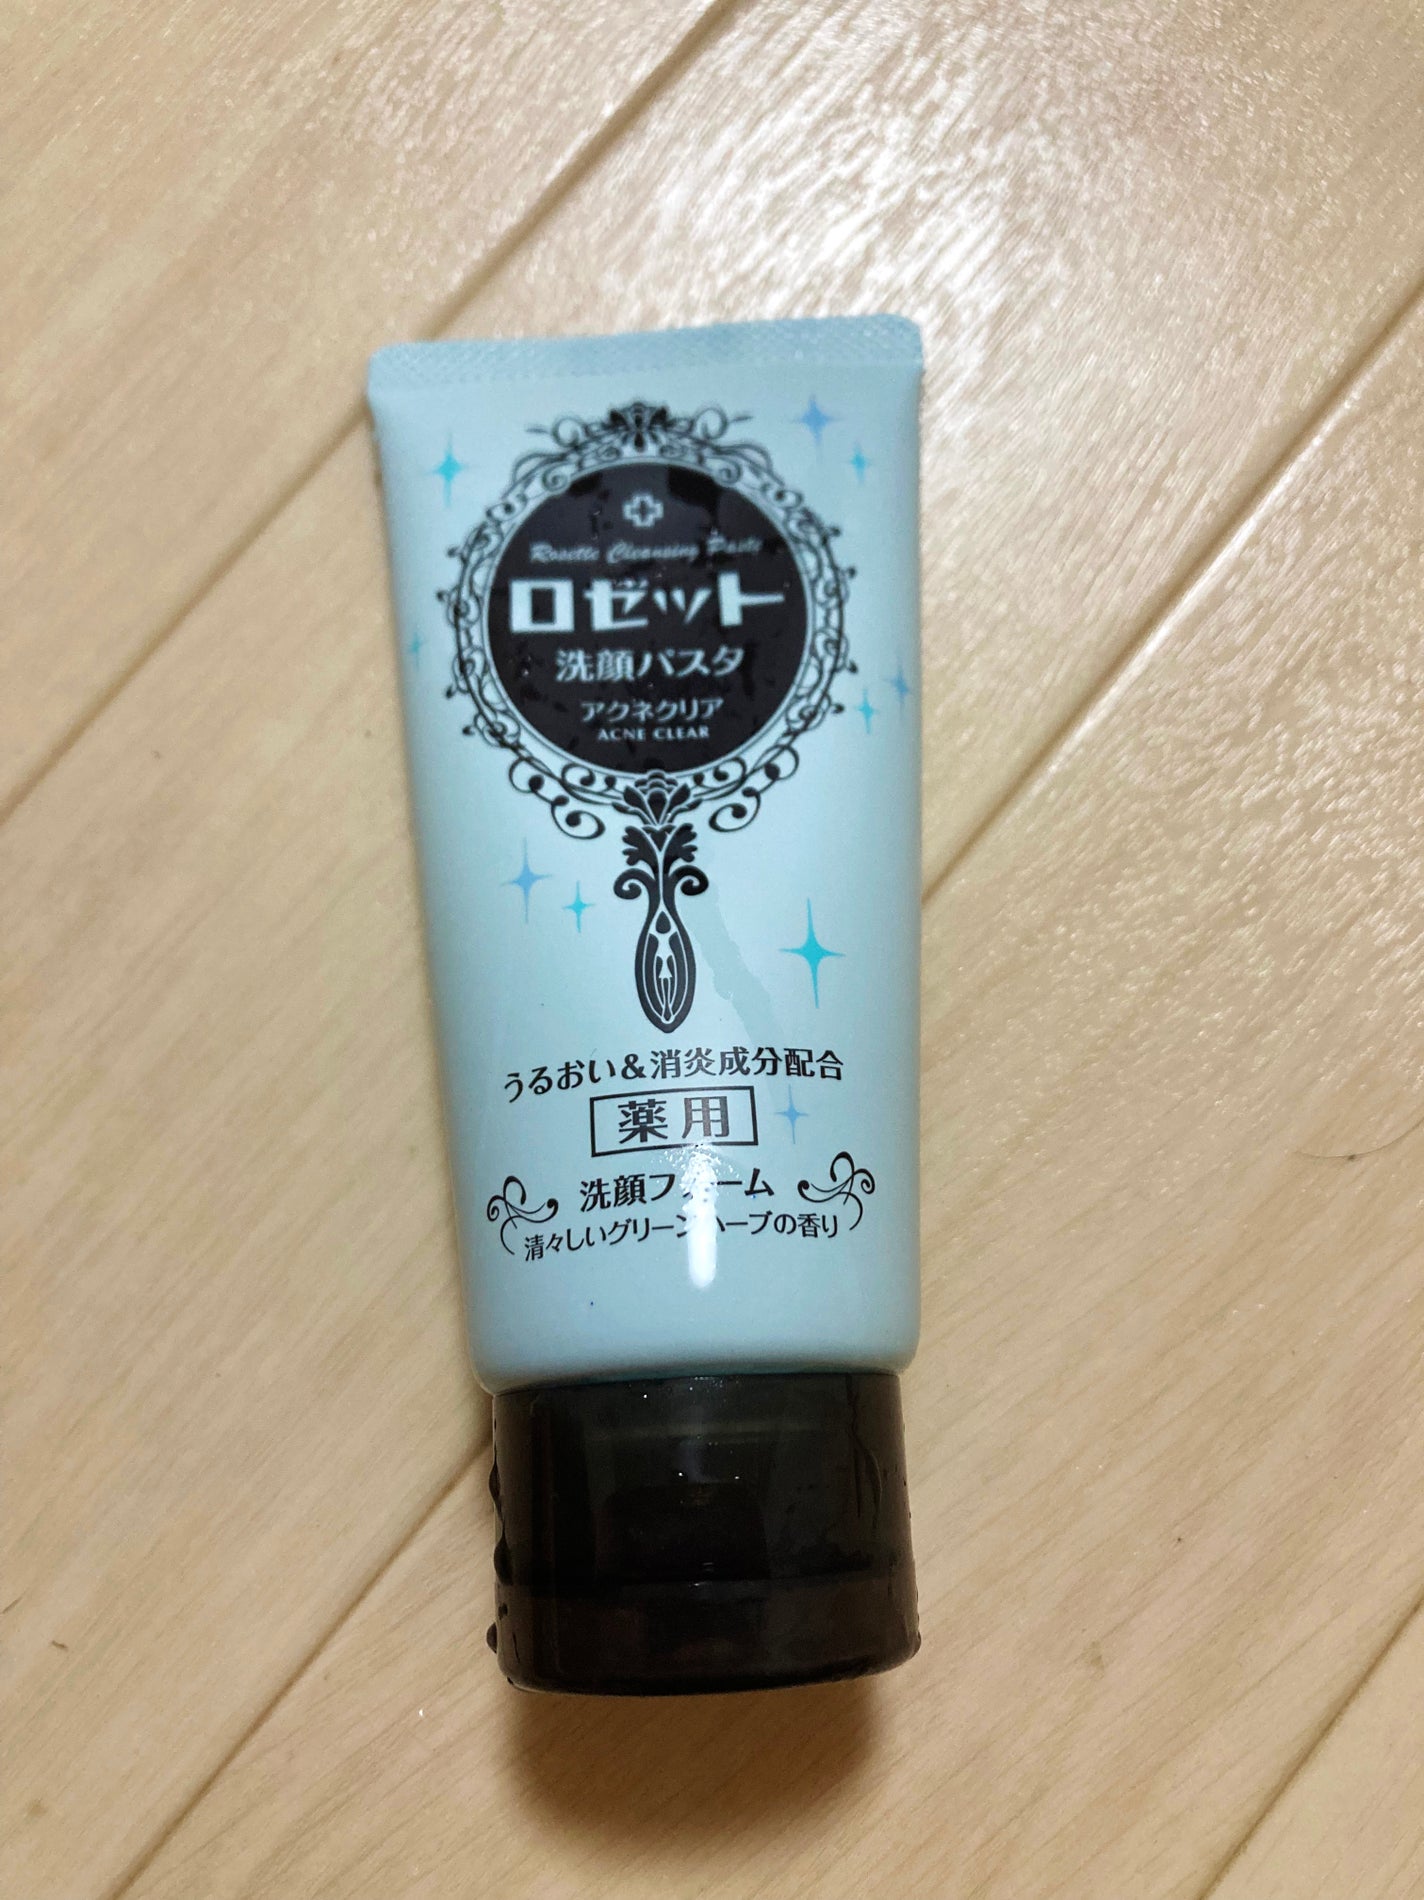 Rosette Cleansing Paste
ロゼット
洗顔パスタ
アクネクリア
ACNE CLEAR
うるおい&消炎成分配合
薬用
洗顔フォーム
清々しいグリーンハーブの香り